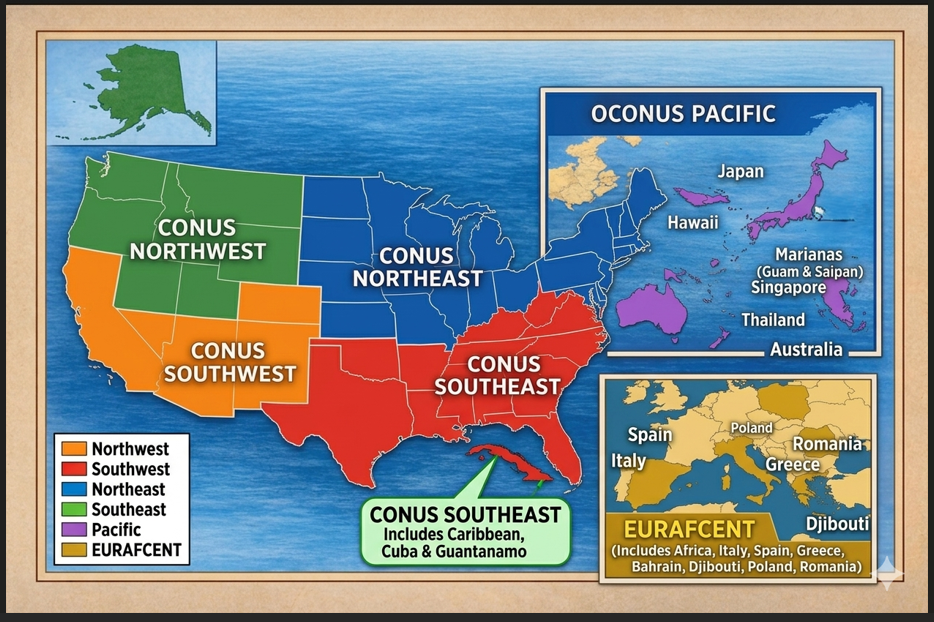 OCONUS PACIFIC
Japan
Hawaii
CONUS
NORTHWEST
CONUS
NORTHEAST
Marianas
(Guam & Saipan)
Singapore
Thailand
Australia
CONUS
SOUTHWEST
CONUS
SOUTHEAST
Northwest
Southwest
Northeast
Southeast
Pacific
EURAFCENT
CONUS SOUTHEAST
Includes Caribbean,
Cuba & Guantanamo
Spain
Poland
Romania
Italy
Greece
Djibouti
EURAFCENT
(Includes Africa, Italy, Spain, Greece,
Bahrain, Djibouti, Poland, Romania)